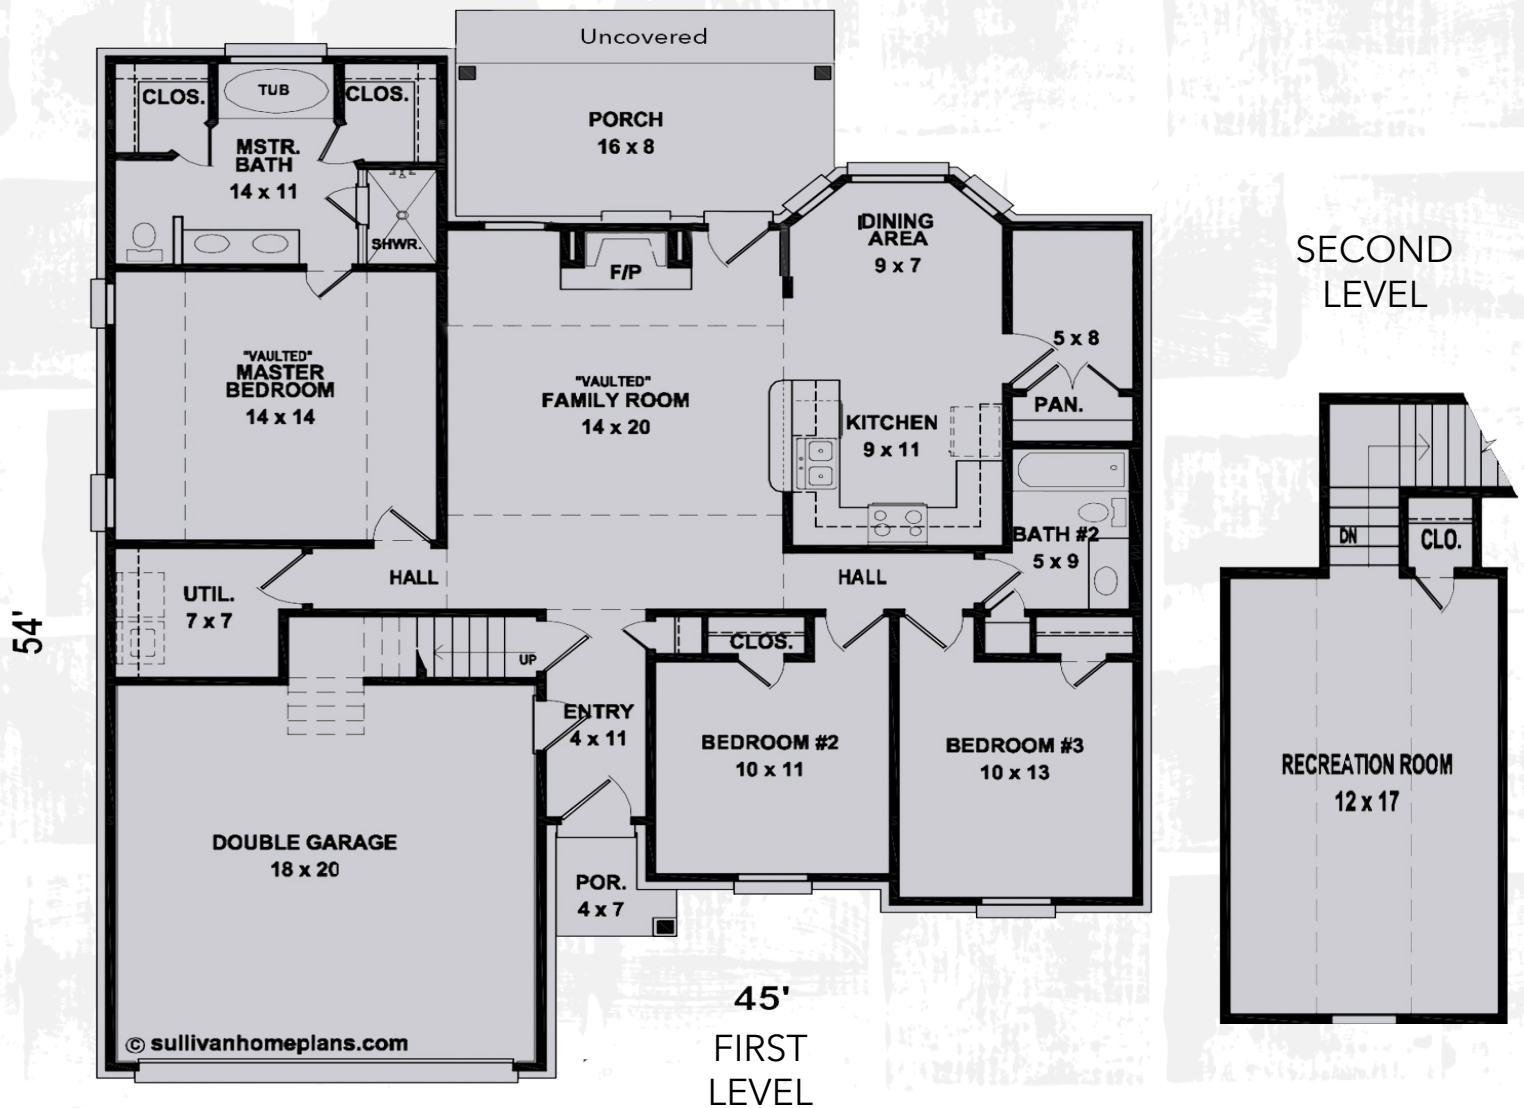 Uncovered
PORCH
16 x 8
CLOS.
TUB
CLOS.
MSTR.
BATH
14 x 11
SHWR.
F/P
DINING
AREA
9 x 7
5 x 8
PAN.
"VAULTED"
MASTER
BEDROOM
14 x 14
"VAULTED"
FAMILY ROOM
14 x 20
KITCHEN
9 x 11
BATH #2
5 x 9
HALL
HALL
UTIL.
7 x 7
UP
CLOS.
ENTRY
4 x 11
BEDROOM #2
10 x 11
BEDROOM #3
10 x 13
DOUBLE GARAGE
18 x 20
POR.
4 x 7
© sullivanhomeplans.com
54'
45'
FIRST
LEVEL
SECOND
LEVEL
DN
CLO.
RECREATION ROOM
12 x 17